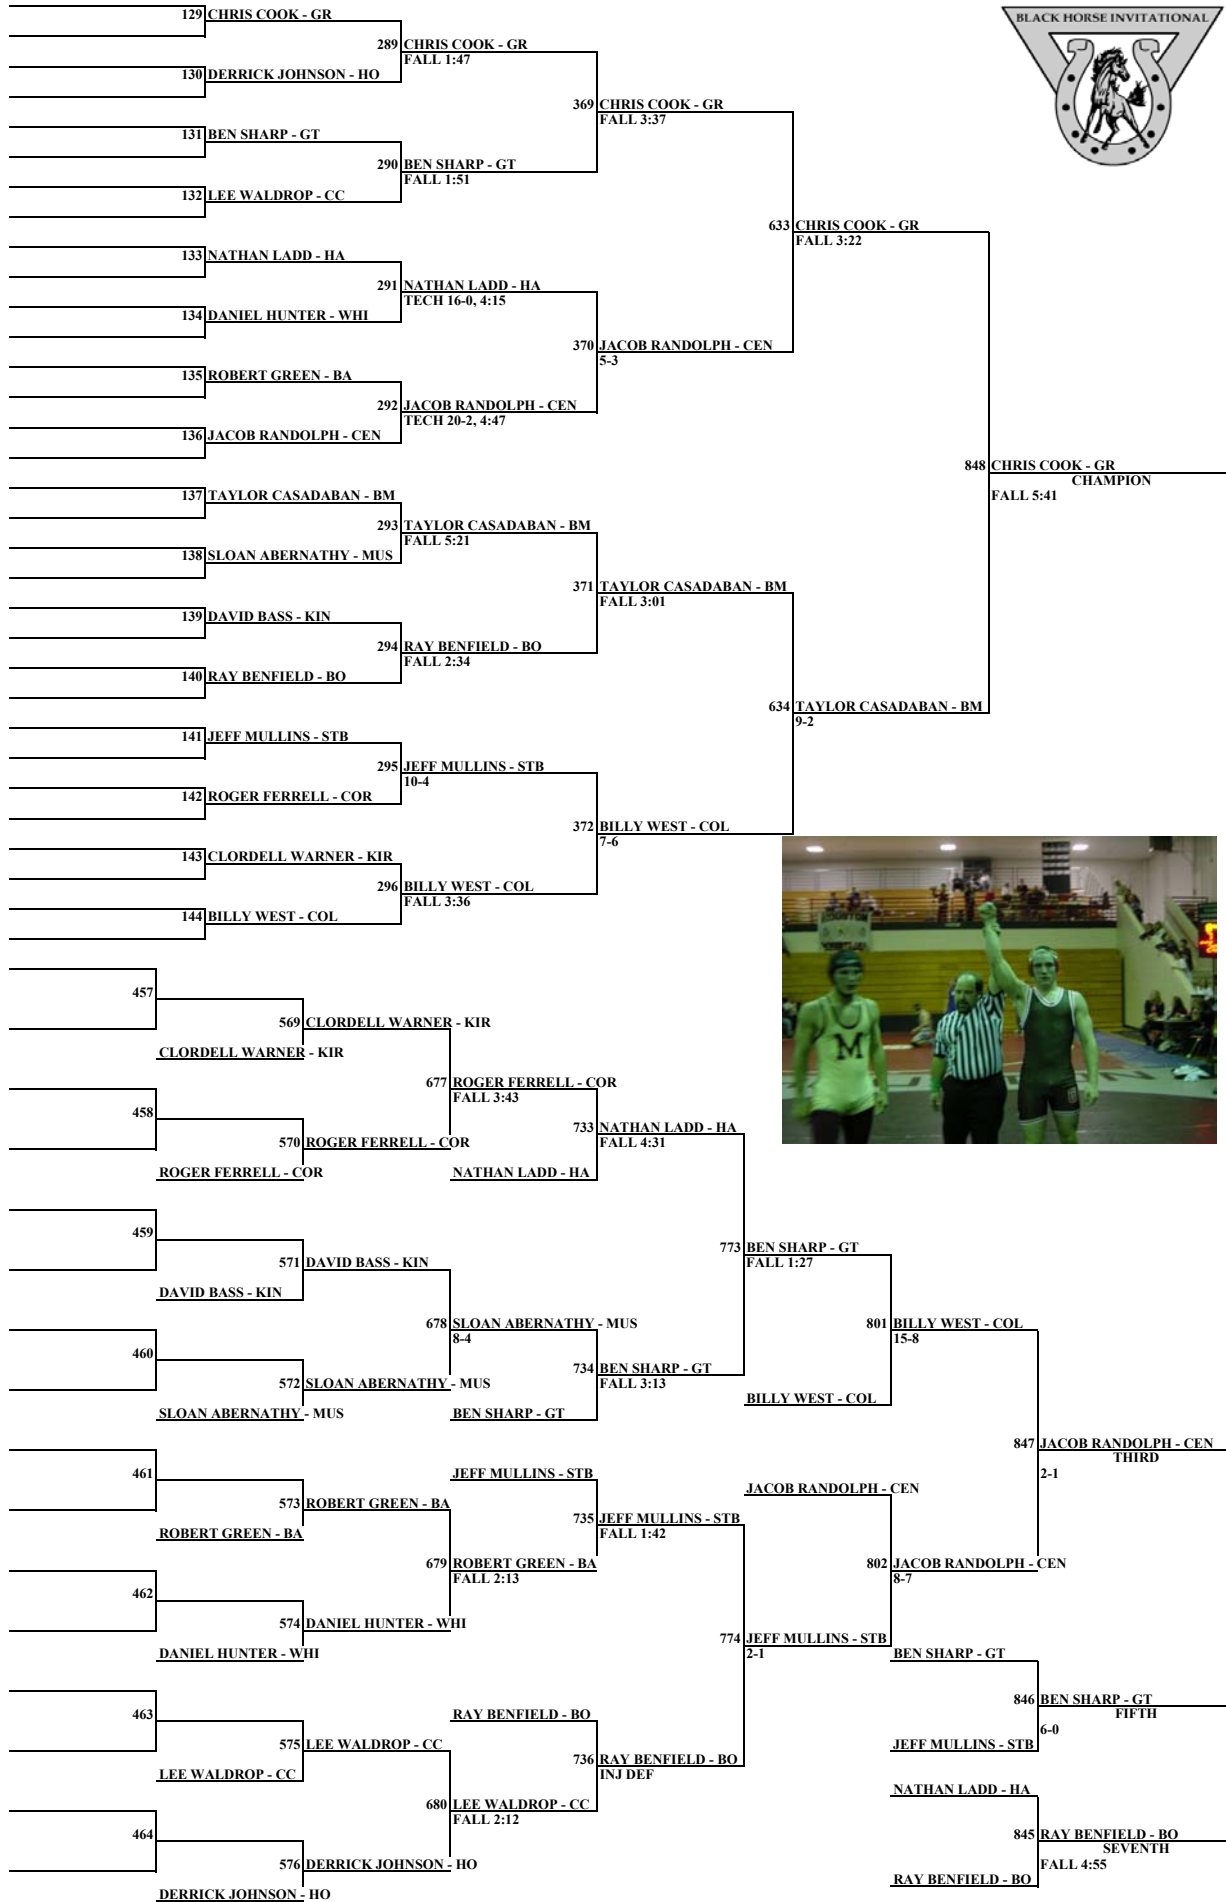 BLACK HORSE INVITATIONAL
129 CHRIS COOK - GR
289 CHRIS COOK - GR
FALL 1:47
130 DERRICK JOHNSON - HO
369 CHRIS COOK - GR
FALL 3:37
131 BEN SHARP - GT
290 BEN SHARP - GT
FALL 1:51
132 LEE WALDROP - CC
633 CHRIS COOK - GR
FALL 3:22
133 NATHAN LADD - HA
291 NATHAN LADD - HA
TECH 16-0, 4:15
134 DANIEL HUNTER - WHI
370 JACOB RANDOLPH - CEN
5-3
135 ROBERT GREEN - BA
292 JACOB RANDOLPH - CEN
TECH 20-2, 4:47
136 JACOB RANDOLPH - CEN
848 CHRIS COOK - GR
CHAMPION
FALL 5:41
137 TAYLOR CASADABAN - BM
293 TAYLOR CASADABAN - BM
FALL 5:21
138 SLOAN ABERNATHY - MUS
371 TAYLOR CASADABAN - BM
FALL 3:01
139 DAVID BASS - KIN
294 RAY BENFIELD - BO
FALL 2:34
140 RAY BENFIELD - BO
634 TAYLOR CASADABAN - BM
9-2
141 JEFF MULLINS - STB
295 JEFF MULLINS - STB
10-4
142 ROGER FERRELL - COR
372 BILLY WEST - COL
7-6
143 CLORDELL WARNER - KIR
296 BILLY WEST - COL
FALL 3:36
144 BILLY WEST - COL
HOUSTON
M
457
569 CLORDELL WARNER - KIR
CLORDELL WARNER - KIR
677 ROGER FERRELL - COR
FALL 3:43
458
733 NATHAN LADD - HA
FALL 4:31
570 ROGER FERRELL - COR
ROGER FERRELL - COR
NATHAN LADD - HA
459
773 BEN SHARP - GT
FALL 1:27
571 DAVID BASS - KIN
DAVID BASS - KIN
678 SLOAN ABERNATHY - MUS
8-4
801 BILLY WEST - COL
15-8
460
734 BEN SHARP - GT
FALL 3:13
572 SLOAN ABERNATHY - MUS
BILLY WEST - COL
SLOAN ABERNATHY - MUS
BEN SHARP - GT
847 JACOB RANDOLPH - CEN
THIRD
2-1
461
JEFF MULLINS - STB
JACOB RANDOLPH - CEN
573 ROBERT GREEN - BA
735 JEFF MULLINS - STB
FALL 1:42
ROBERT GREEN - BA
679 ROBERT GREEN - BA
FALL 2:13
802 JACOB RANDOLPH - CEN
8-7
462
574 DANIEL HUNTER - WHI
774 JEFF MULLINS - STB
2-1
DANIEL HUNTER - WHI
BEN SHARP - GT
846 BEN SHARP - GT
FIFTH
6-0
463
RAY BENFIELD - BO
575 LEE WALDROP - CC
JEFF MULLINS - STB
736 RAY BENFIELD - BO
INJ DEF
LEE WALDROP - CC
NATHAN LADD - HA
680 LEE WALDROP - CC
FALL 2:12
464
845 RAY BENFIELD - BO
SEVENTH
FALL 4:55
576 DERRICK JOHNSON - HO
RAY BENFIELD - BO
DERRICK JOHNSON - HO